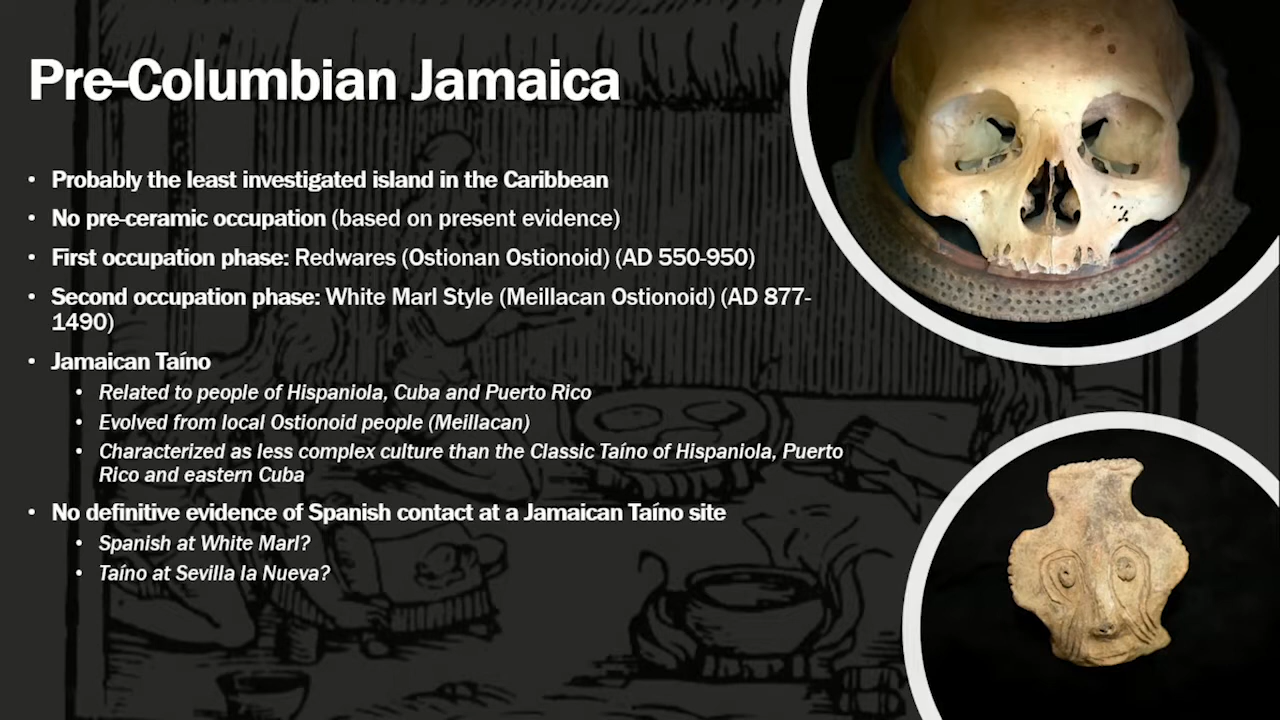 Pre-Columbian Jamaica
• Probably the least investigated island in the Caribbean
• No pre-ceramic occupation (based on present evidence)
• First occupation phase: Redwares (Ostionan Ostionoid) (AD 550-950)
• Second occupation phase: White Marl Style (Meillacan Ostionoid) (AD 877-
1490)
• Jamaican Taíno
• Related to people of Hispaniola, Cuba and Puerto Rico
• Evolved from local Ostionoid people (Meillacan)
• Characterized as less complex culture than the Classic Taíno of Hispaniola, Puerto
Rico and eastern Cuba
• No definitive evidence of Spanish contact at a Jamaican Taíno site
• Spanish at White Marl?
• Taíno at Sevilla la Nueva?